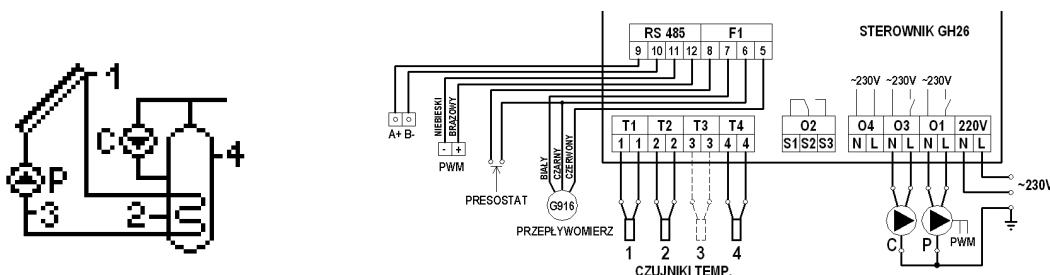 1
C
4
P
3
2
RS 485 F1
9 10 11 12 8 7 6 5
STEROWNIK GH26
~230V ~230V ~230V
A+ B-
NIEBIESKI
BRĄZOWY
- +
PWM
PRESOSTAT
BIAŁY
CZARNY
CZERWONY
G916
PRZEPŁYWOMIERZ
T1 T2 T3 T4
1 1 2 2 3 3 4 4
O2
S1 S2 S3
O4 O3 O1 220V
N L N L N L N L
~230V
C P PWM
1 2 3 4
CZUJNIKI TEMP.